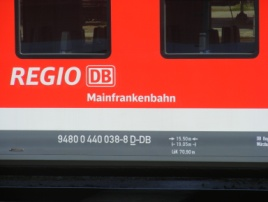 REGIO DB
Mainfrankenbahn
9480 0 440 038-8 D-DB